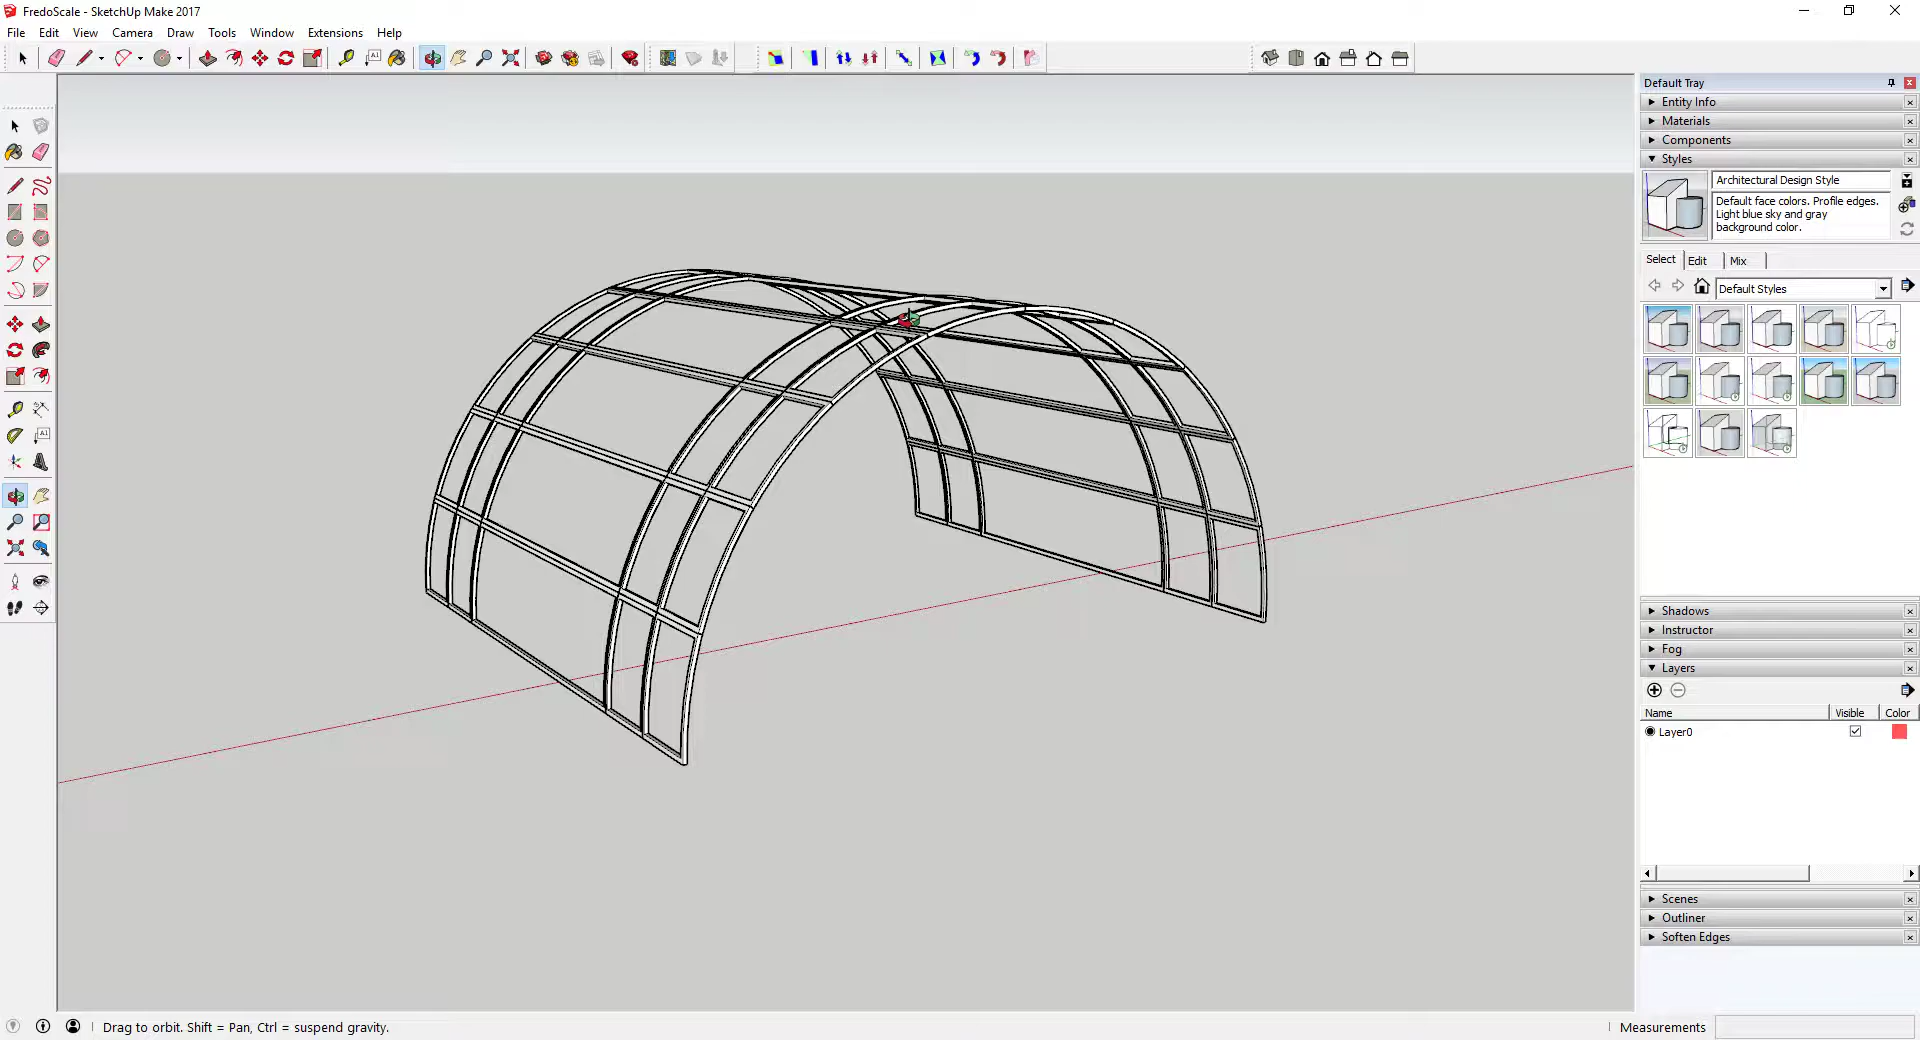 FredoScale - SketchUp Make 2017
File Edit View Camera Draw Tools Window Extensions Help
Default Tray
Entity Info
Materials
Components
Styles
Architectural Design Style
Default face colors. Profile edges.
Light blue sky and gray
background color.
Select Edit Mix
Default Styles
Shadows
Instructor
Fog
Layers
Name Visible Color
Layer0
Scenes
Outliner
Soften Edges
Drag to orbit. Shift = Pan, Ctrl = suspend gravity.
Measurements